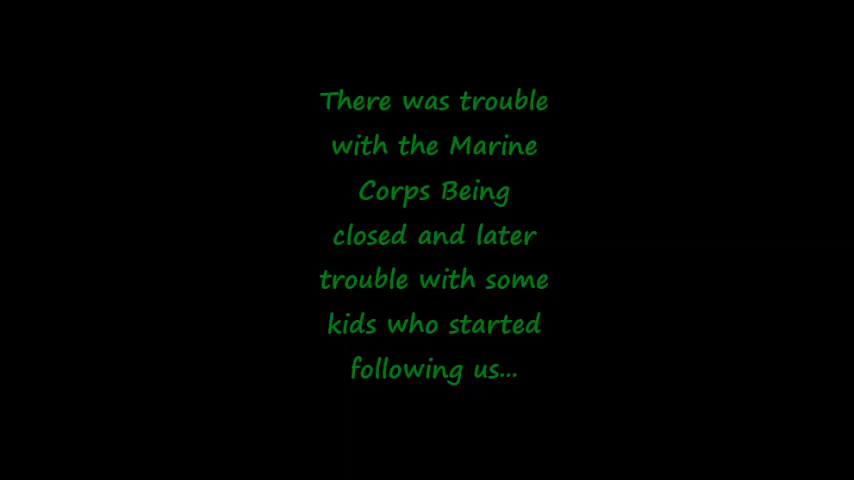 There was trouble
with the Marine
Corps Being
closed and later
trouble with some
kids who started
following us...